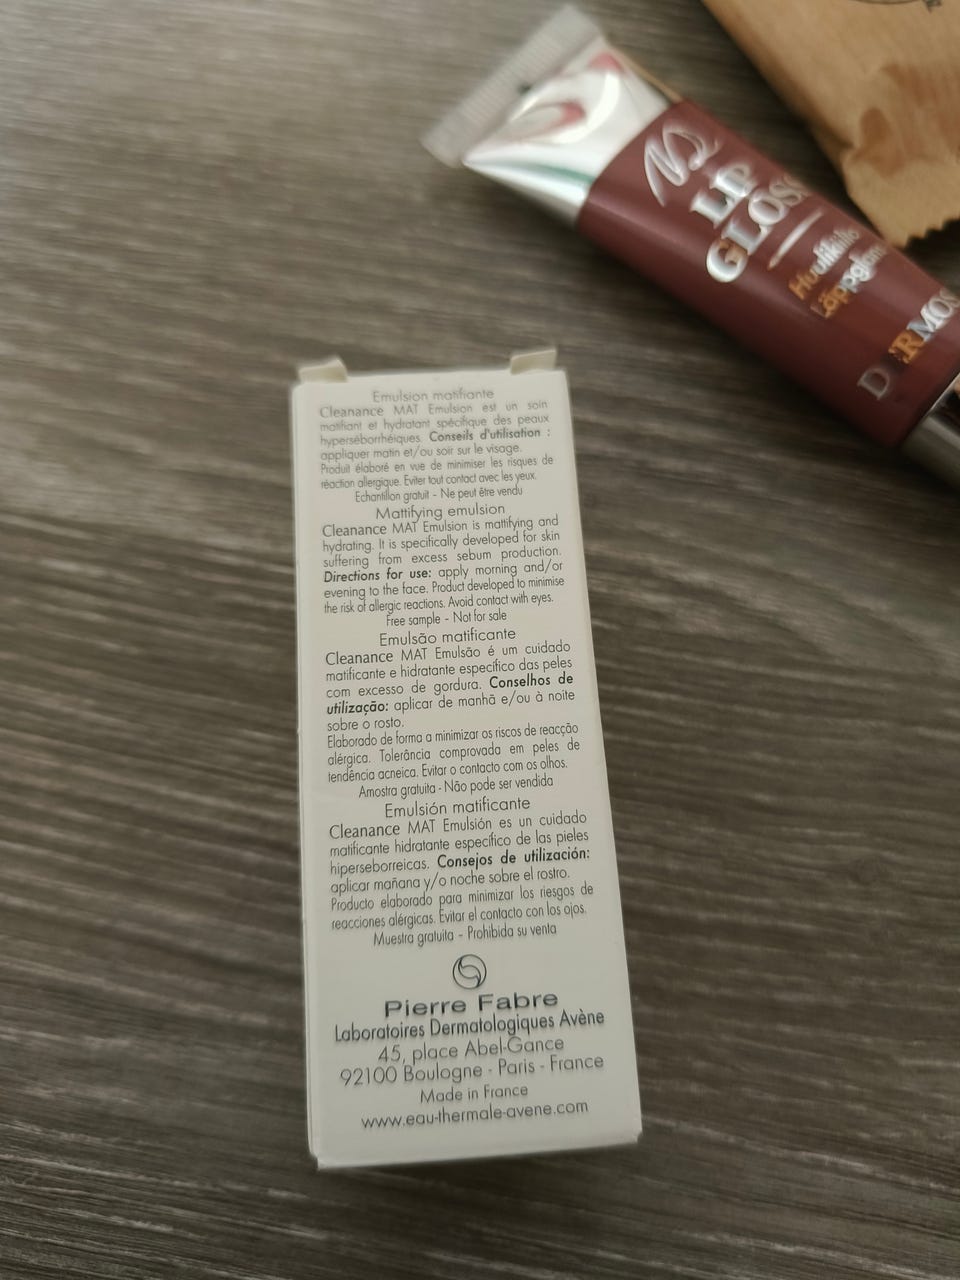 LIP
GLOSS
Huulikiilto
Läppglans
DERMOS
Emulsion matifiante
Cleanance MAT Emulsion est un soin
matifiant et hydratant spécifique des peaux
hyperséborrhéiques. Conseils d'utilisation :
appliquer matin et/ou soir sur le visage.
Produit élaboré en vue de minimiser les risques de
réaction allergique. Eviter tout contact avec les yeux.
Echantillon gratuit - Ne peut être vendu
Mattifying emulsion
Cleanance MAT Emulsion is mattifying and
hydrating. It is specifically developed for skin
suffering from excess sebum production.
Directions for use: apply morning and/or
evening to the face. Product developed to minimise
the risk of allergic reactions. Avoid contact with eyes.
Free sample - Not for sale
Emulsão matificante
Cleanance MAT Emulsão é um cuidado
matificante e hidratante específico das peles
com excesso de gordura. Conselhos de
utilização: aplicar de manhã e/ou à noite
sobre o rosto.
Elaborado de forma a minimizar os riscos de reacção
alérgica. Tolerância comprovada em peles de
tendência acneica. Evitar o contacto com os olhos.
Amostra gratuita - Não pode ser vendida
Emulsión matificante
Cleanance MAT Emulsión es un cuidado
matificante hidratante específico de las pieles
hiperseborreicas. Consejos de utilización:
aplicar mañana y/o noche sobre el rostro.
Producto elaborado para minimizar los riesgos de
reacciones alérgicas. Evitar el contacto con los ojos.
Muestra gratuita - Prohibida su venta
Pierre Fabre
Laboratoires Dermatologiques Avène
45, place Abel-Gance
92100 Boulogne - Paris - France
Made in France
www.eau-thermale-avene.com